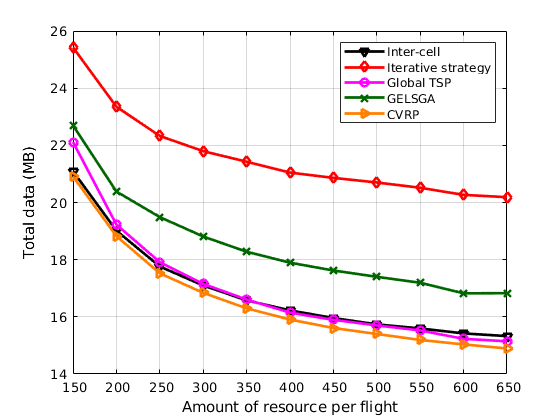 26
24
22
20
18
16
14
Total data (MB)
Inter-cell
Iterative strategy
Global TSP
GELSGA
CVRP
150 200 250 300 350 400 450 500 550 600 650
Amount of resource per flight